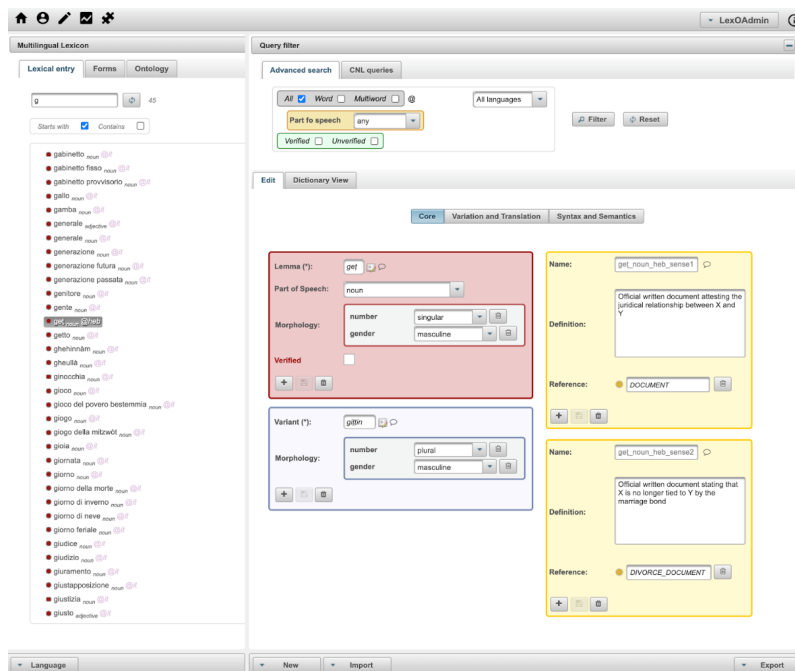 LexOAdmin
Multilingual Lexicon
Lexical entry Forms Ontology
g 45
Starts with Contains
gabinetto noun @it
gabinetto fisso noun @it
gabinetto provvisorio noun @it
gallo noun @it
gamba noun @it
generale adjective @it
generale noun @it
generazione noun @it
generazione futura noun @it
generazione passata noun @it
genitore noun @it
gente noun @it
get noun @heb
getto noun @it
ghehinnàm noun @it
gheullà noun @it
ginocchia noun @it
gioco noun @it
gioco del povero bestemmia noun @it
giogo noun @it
giogo della mitzwòt noun @it
gioia noun @it
giornata noun @it
giorno noun @it
giorno della morte noun @it
giorno di inverno noun @it
giorno di neve noun @it
giorno feriale noun @it
giudice noun @it
giudizio noun @it
giuramento noun @it
giustapposizione noun @it
giustizia noun @it
giusto adjective @it
Language
Query filter
Advanced search CNL queries
All Word Multiword @ All languages
Part fo speech any
Verified Unverified
Filter Reset
Edit Dictionary View
Core Variation and Translation Syntax and Semantics
Lemma (*): get
Part of Speech: noun
Morphology:
number singular
gender masculine
Verified
Variant (*): gittin
Morphology:
number plural
gender masculine
Name: get_noun_heb_sense1
Definition:
Official written document attesting the
juridical relationship between X and
Y
Reference: DOCUMENT
Name: get_noun_heb_sense2
Definition:
Official written document stating that
X is no longer tied to Y by the
marriage bond
Reference: DIVORCE_DOCUMENT
New Import Export